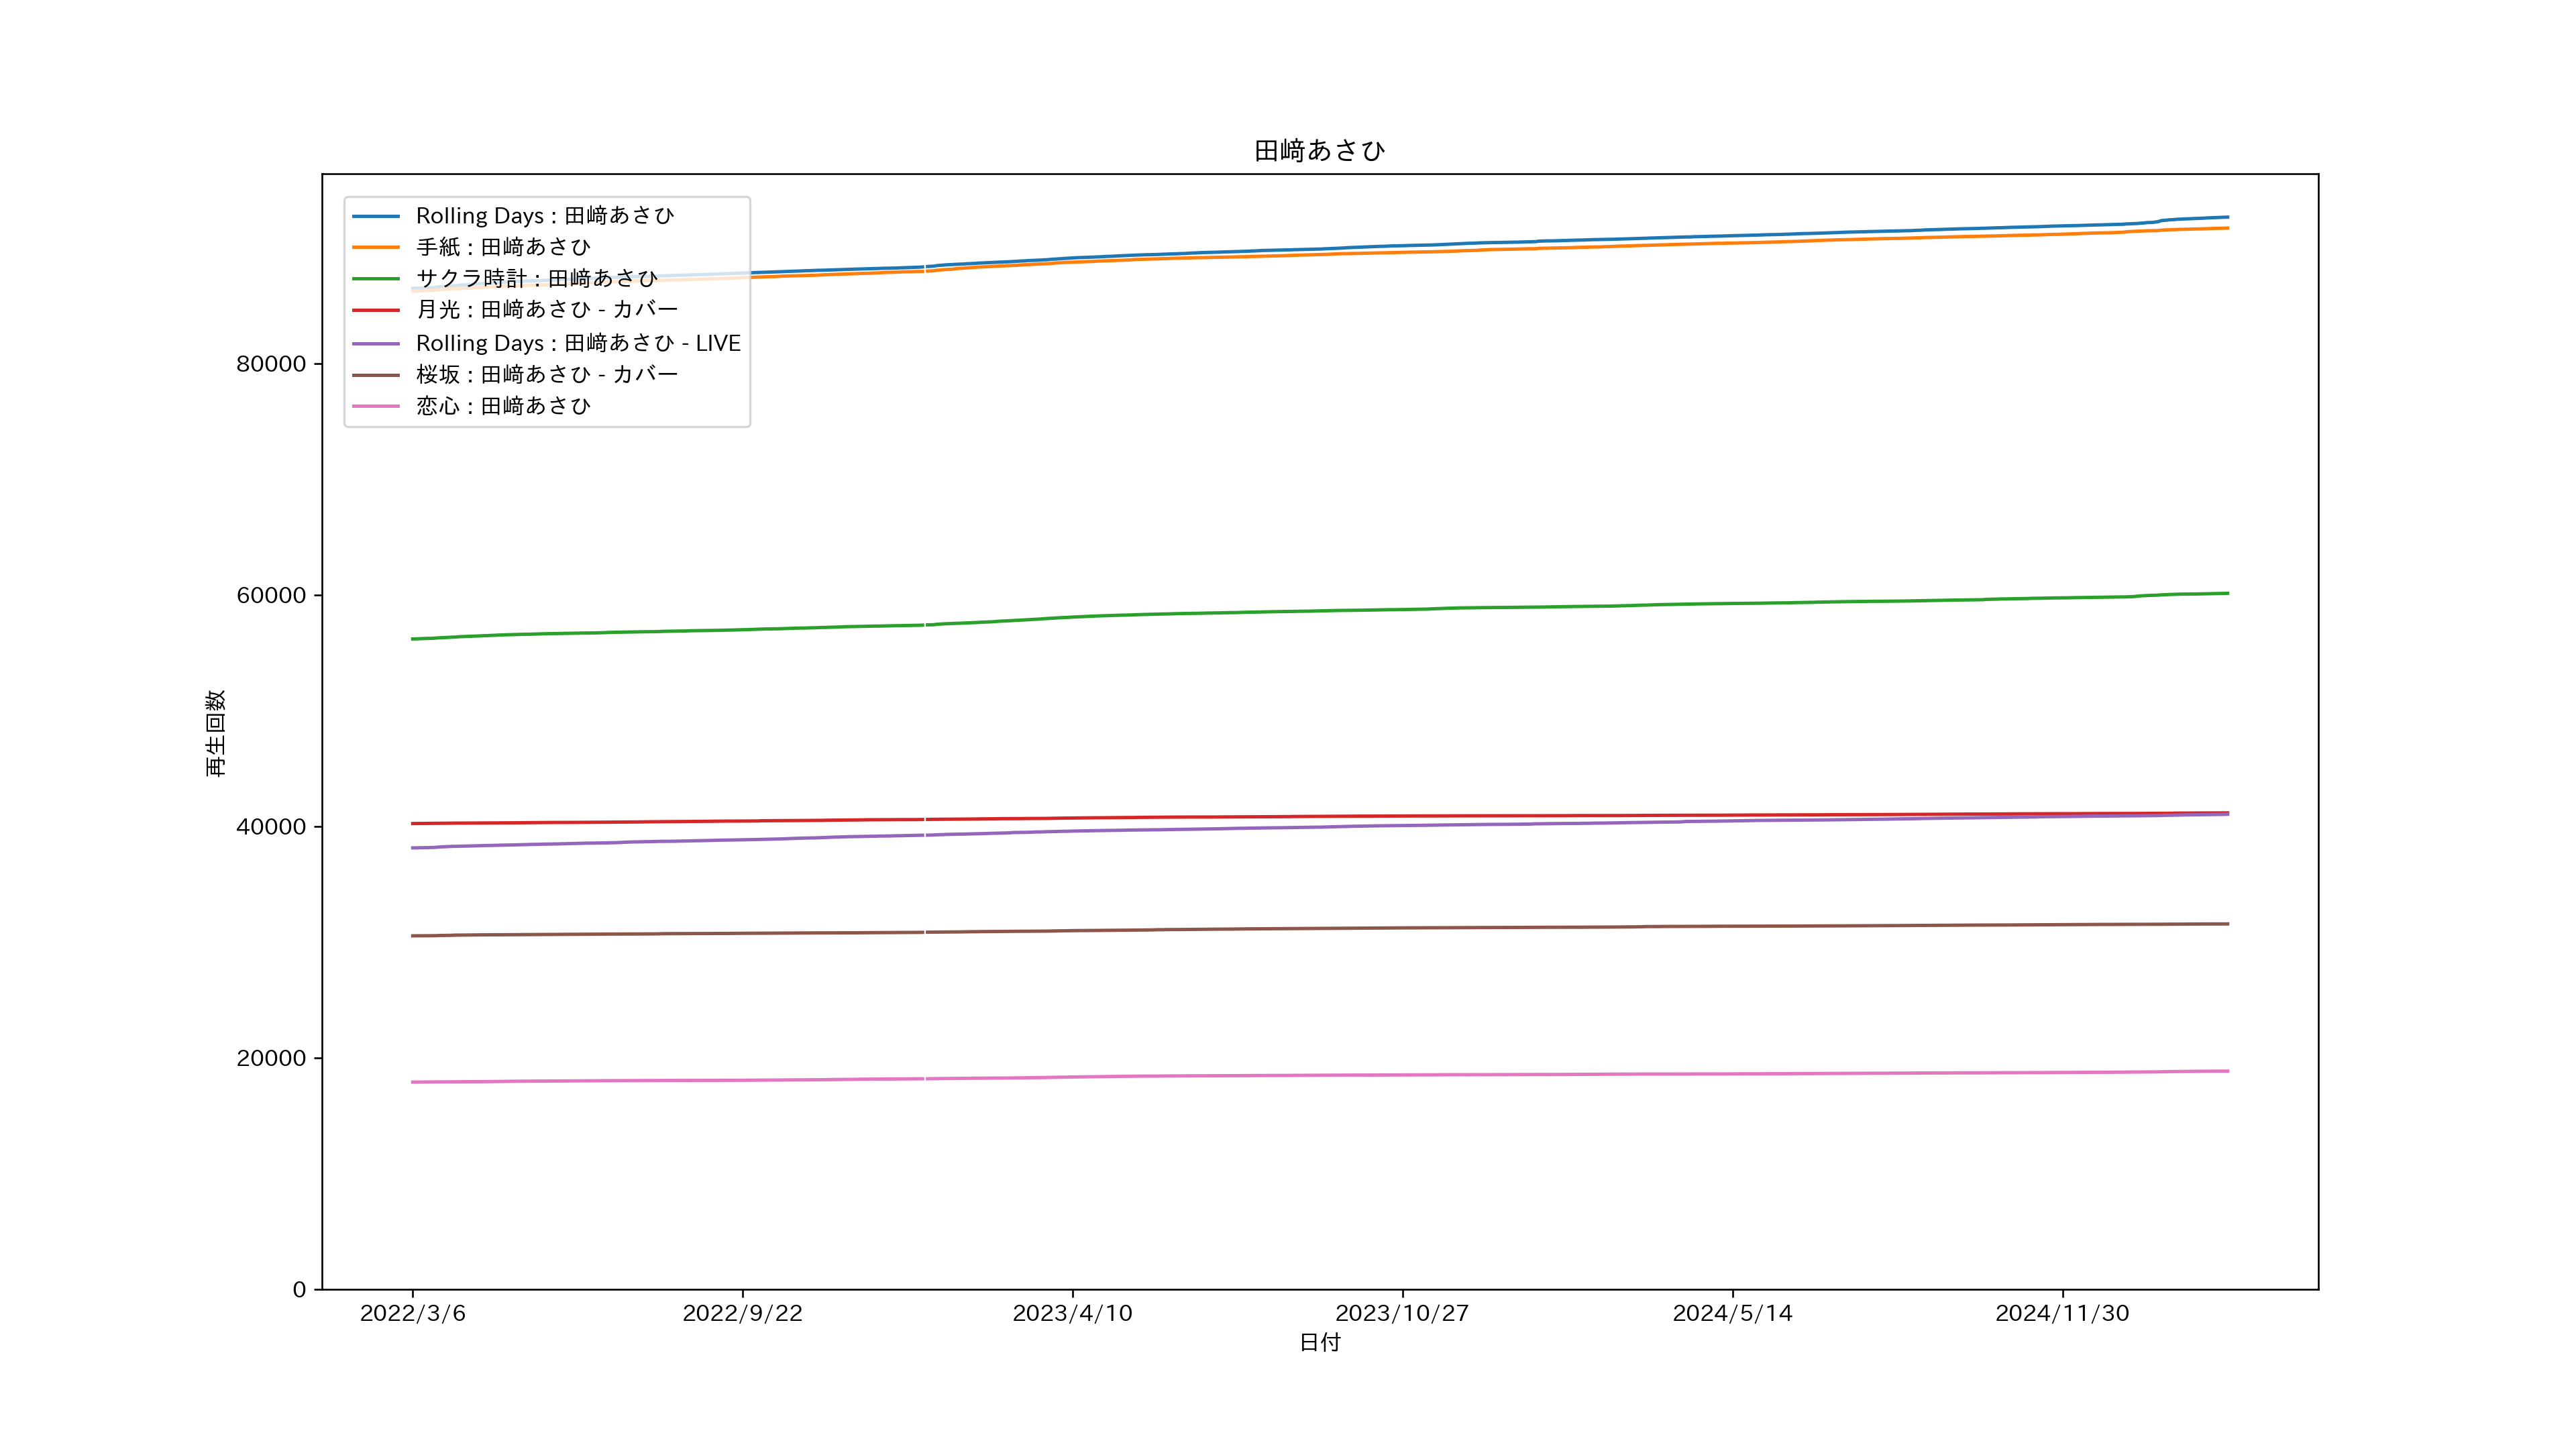 田﨑あさひ
Rolling Days : 田﨑あさひ
手紙 : 田﨑あさひ
サクラ時計 : 田﨑あさひ
月光 : 田﨑あさひ - カバー
Rolling Days : 田﨑あさひ - LIVE
桜坂 : 田﨑あさひ - カバー
恋心 : 田﨑あさひ
再生回数
80000
60000
40000
20000
0
2022/3/6
2022/9/22
2023/4/10
2023/10/27
2024/5/14
2024/11/30
日付